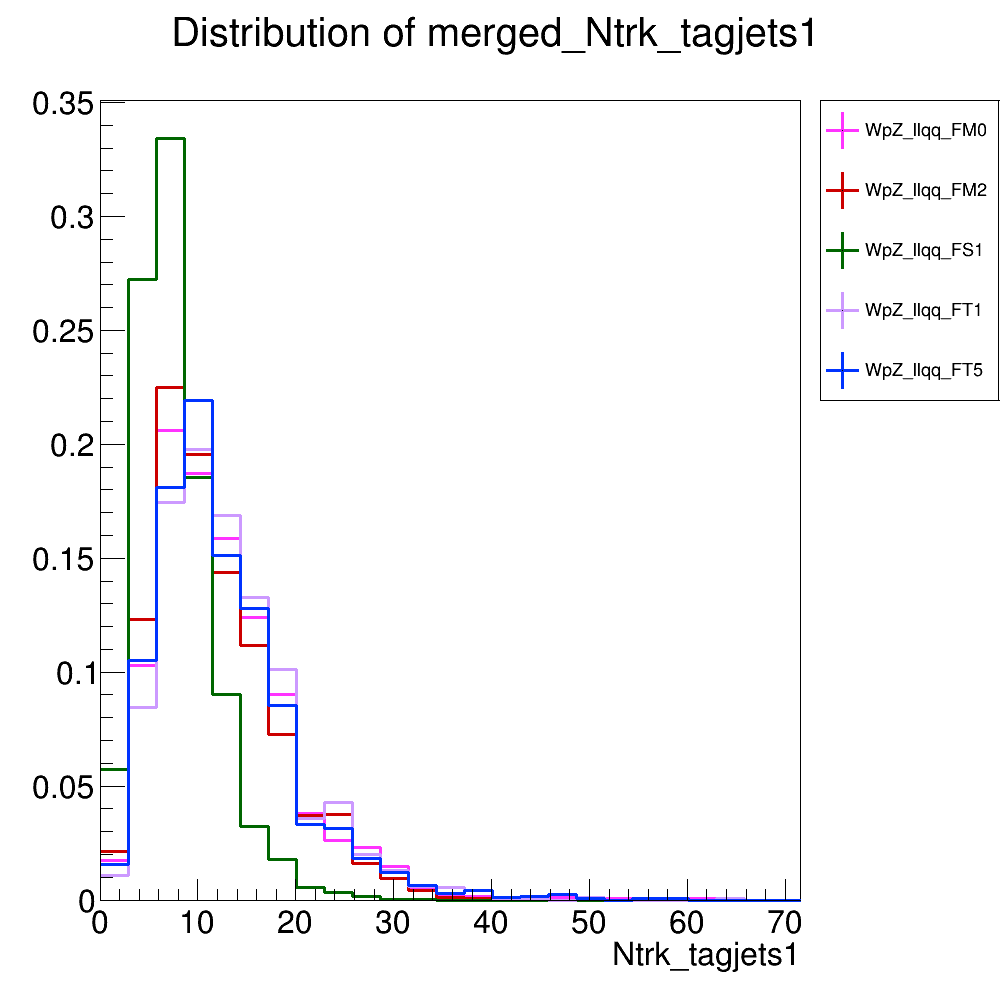 Distribution of merged_Ntrk_tagjets1
0.35
0.3
0.25
0.2
0.15
0.1
0.05
0
0 10 20 30 40 50 60 70
Ntrk_tagjets1
WpZ_llqq_FM0
WpZ_llqq_FM2
WpZ_llqq_FS1
WpZ_llqq_FT1
WpZ_llqq_FT5